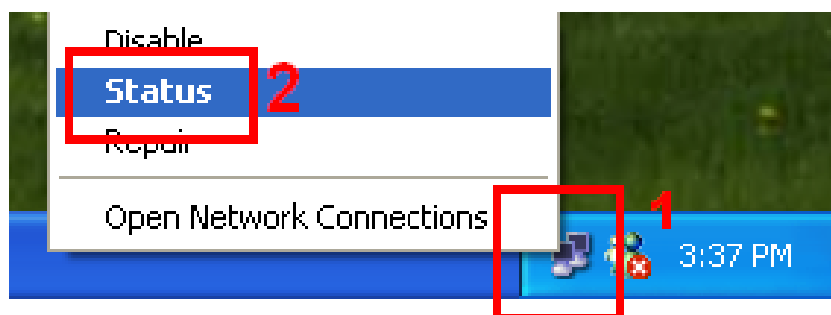 Disable
Status 2
Repair
Open Network Connections
1
3:37 PM